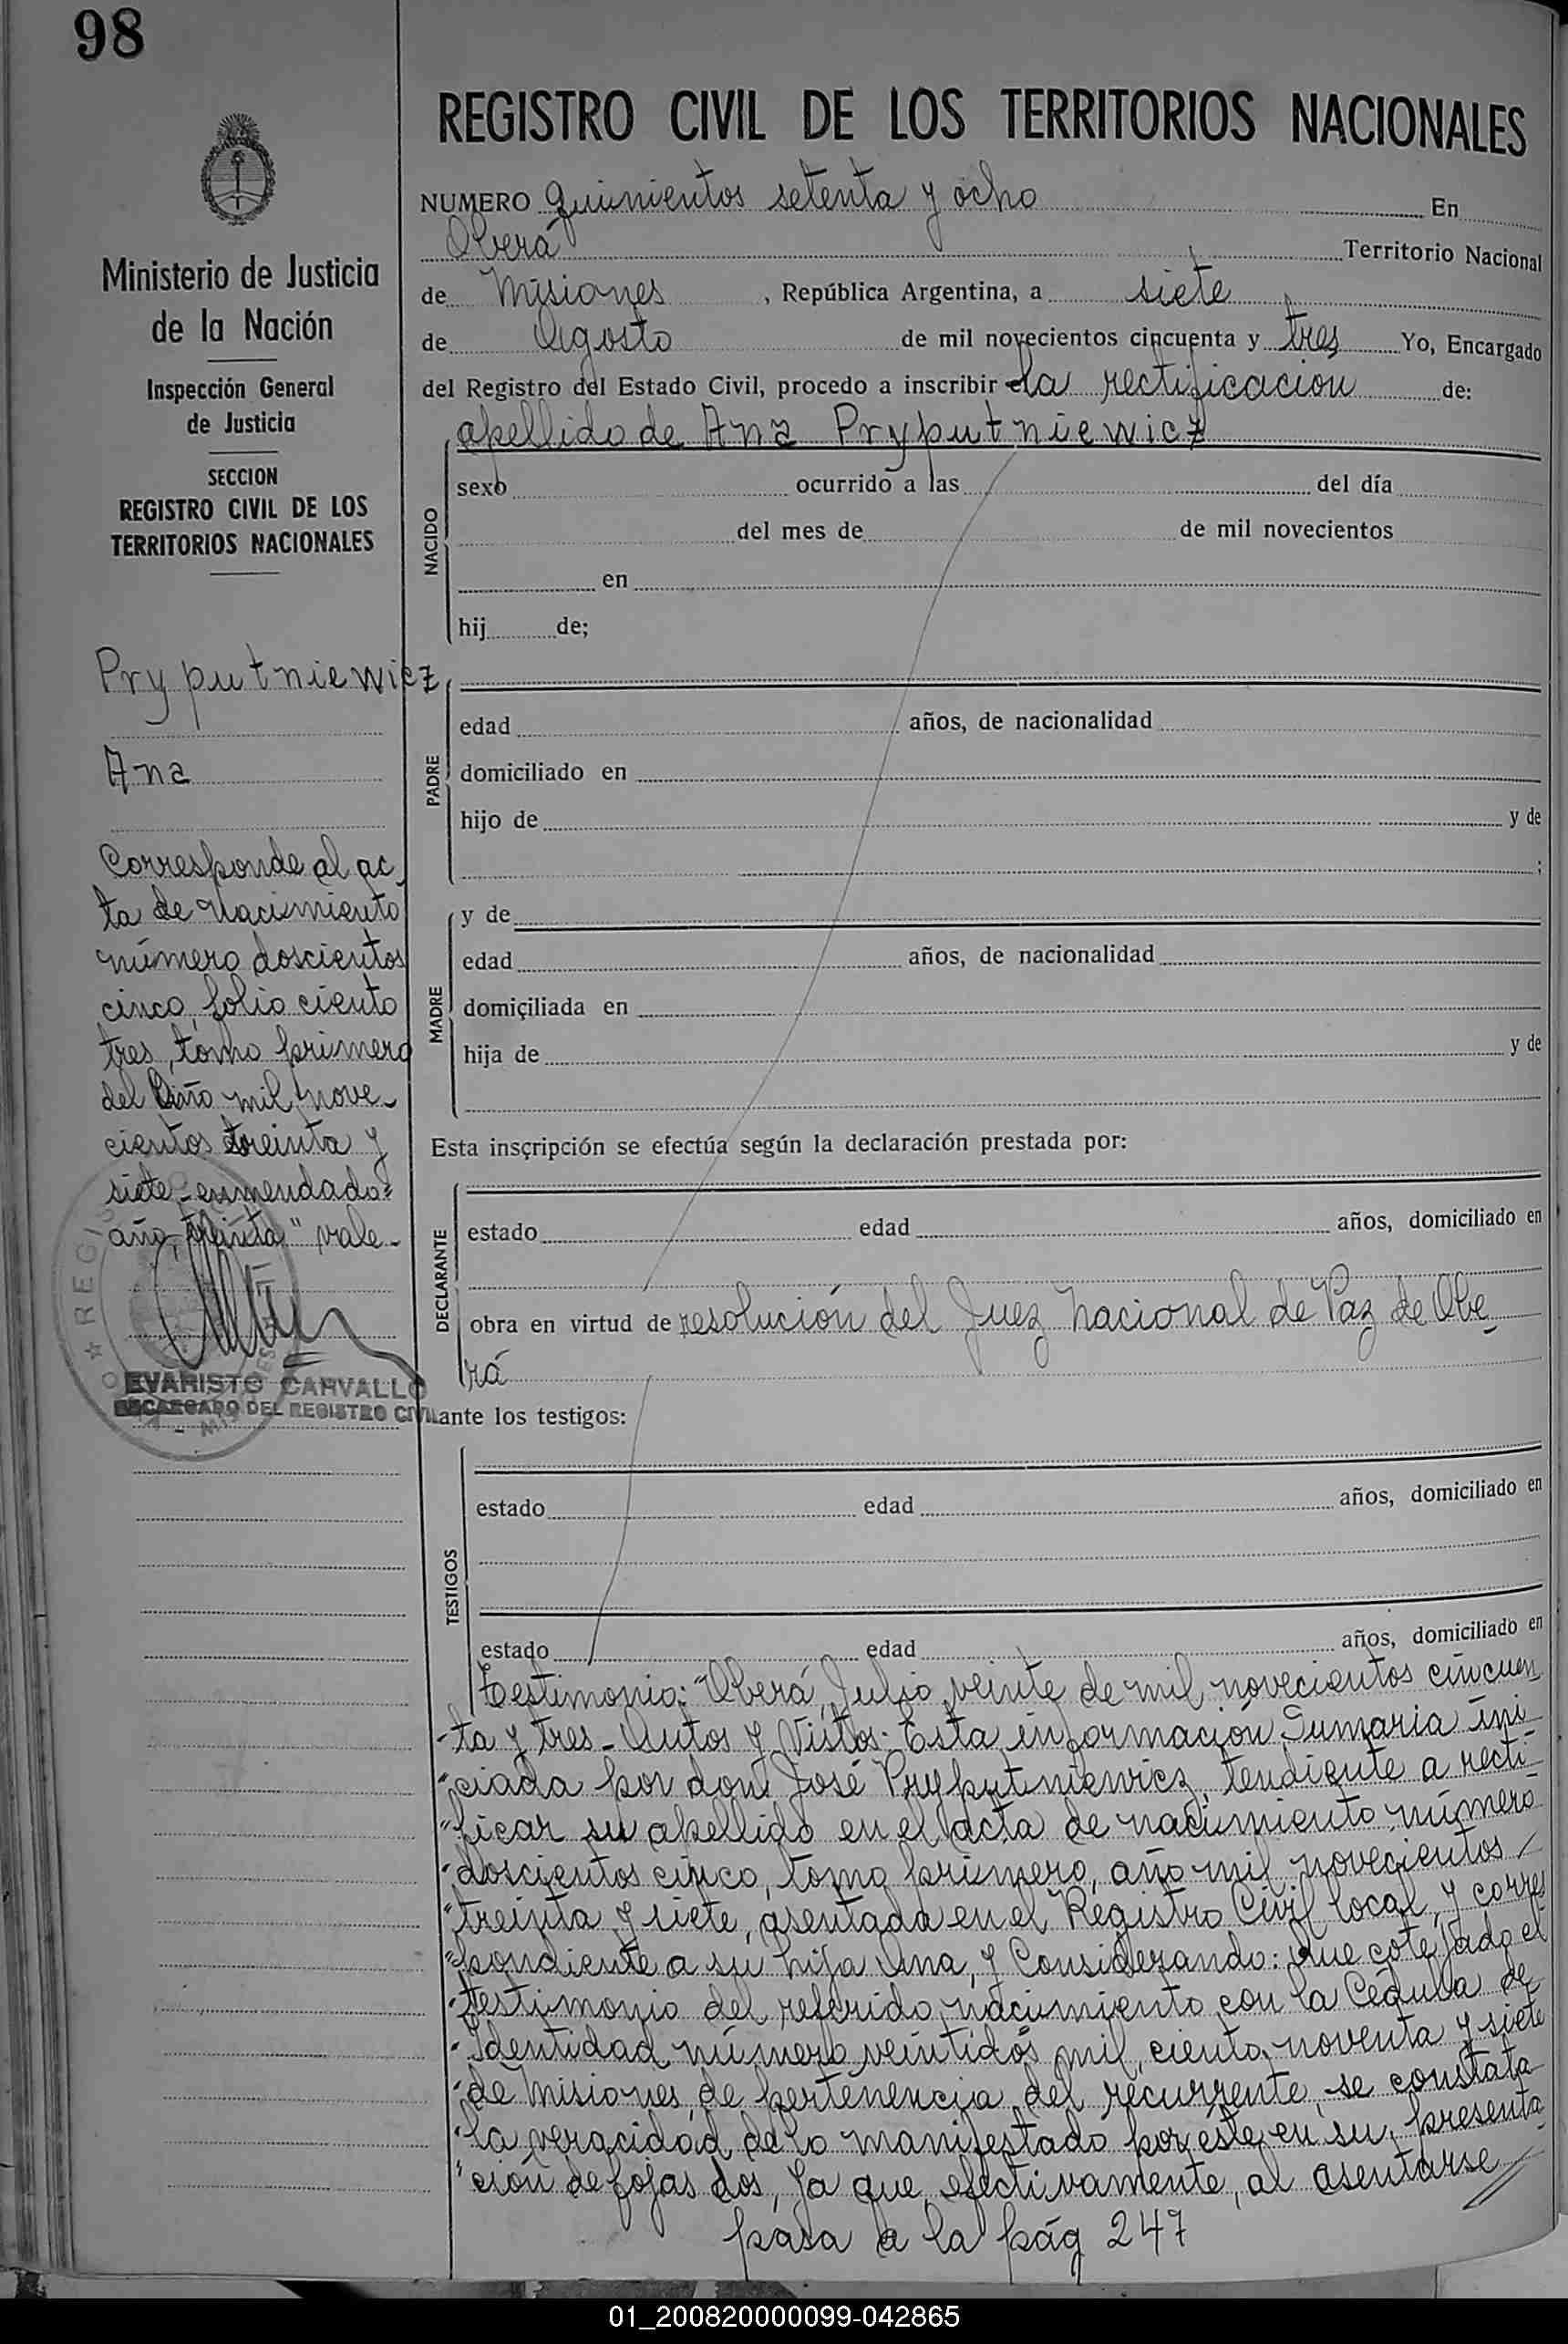 98
REGISTRO CIVIL DE LOS TERRITORIOS NACIONALES
Ministerio de Justicia
de la Nación
Inspección General
de Justicia
SECCION
REGISTRO CIVIL DE LOS
TERRITORIOS NACIONALES
Pryputniewicz
Ana
Corresponde al ac
ta de nacimiento
número doscientos
cinco, folio ciento
tres, tomo primero
del Año mil nove-
cientos treinta y
siete - enmendado=
año, treinta" vale-
EVARISTO CARVALLO
ENCARGADO DEL REGISTRO CIVIL
NUMERO quinientos setenta y ocho En
Oberá Territorio Nacional
de Misiones, República Argentina, a siete
de Agosto de mil novecientos cincuenta y tres Yo, Encargado
del Registro del Estado Civil, procedo a inscribir la rectificacion de:
apellido de Ana Pryputniewicz
NACIDO
sexo ocurrido a las del día
del mes de de mil novecientos
en
hij de;
PADRE
edad años, de nacionalidad
domiciliado en
hijo de y de
;
MADRE
y de
edad años, de nacionalidad
domiciliada en
hija de y de
Esta inscripción se efectúa según la declaración prestada por:
DECLARANTE
estado edad años, domiciliado en
obra en virtud de resolución del Juez Nacional de Paz de Obe-
rá
ante los testigos:
TESTIGOS
estado edad años, domiciliado en
estado edad años, domiciliado en
Testimonio: "Oberá, Julio veinte de mil novecientos cincuen
"ta y tres - Autos y Vistos: Esta información Sumaria ini-
"ciada por don José Pryputniewicz, tendiente a recti-
"ficar su apellido en el acta de nacimiento número
"doscientos cinco, tomo primero, año mil novecientos
"treinta y siete, asentada en el Registro Civil local, y corres
"pondiente a su hija Ana, y Considerando: Que cotejado el
"testimonio del referido nacimiento con la Cédula de
"Identidad número veintidós mil ciento noventa y siete
"de Misiones, de pertenencia del recurrente, se constata
"la veracidad de lo manifestado por éste en su presenta-
"ción de fojas dos, ya que efectivamente, al asentarse //
pasa a la pág 247
01_200820000099-042865